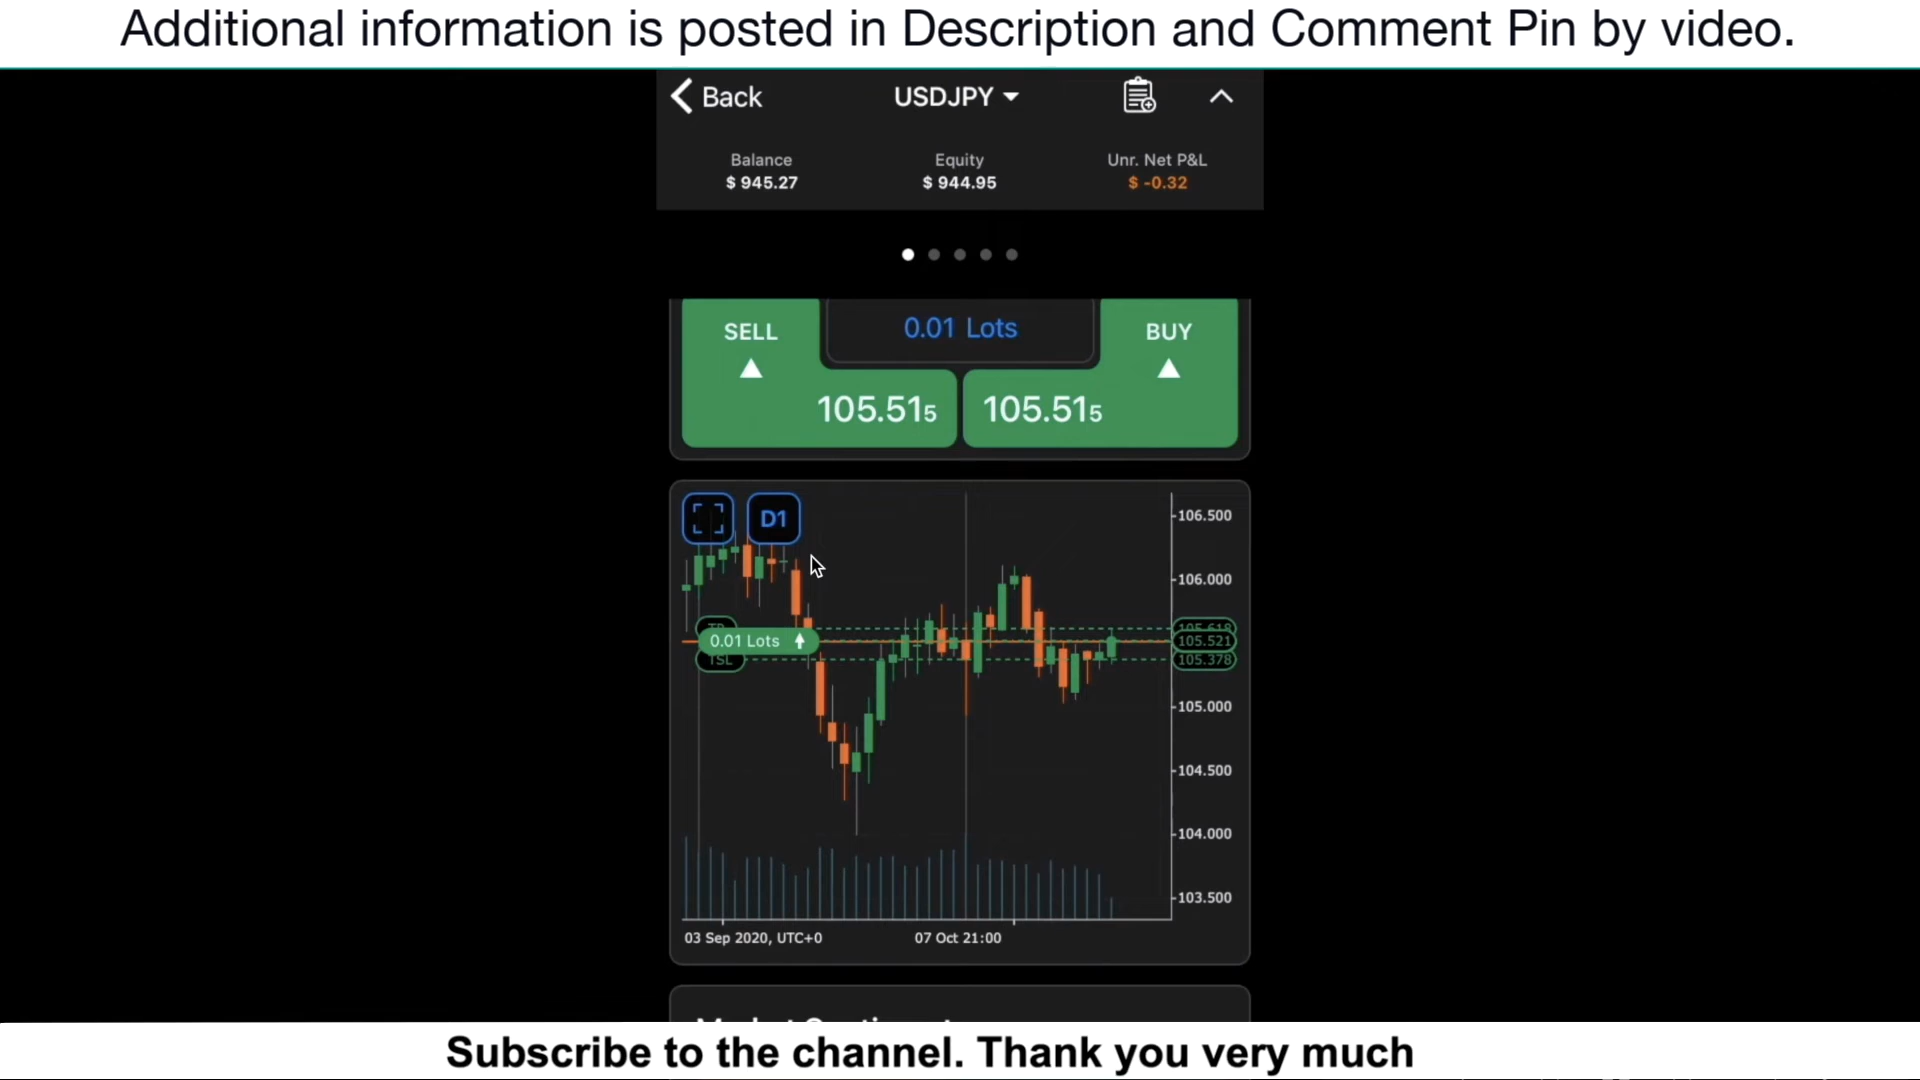 Additional information is posted in Description and Comment Pin by video.
Back
USDJPY
Balance
Equity
Unr. Net P&L
$ 945.27
$ 944.95
$ -0.32
SELL
0.01 Lots
BUY
105.515
105.515
D1
106.500
106.000
105.618
0.01 Lots
105.521
TSL
105.378
105.000
104.500
104.000
103.500
03 Sep 2020, UTC+0
07 Oct 21:00
Subscribe to the channel. Thank you very much